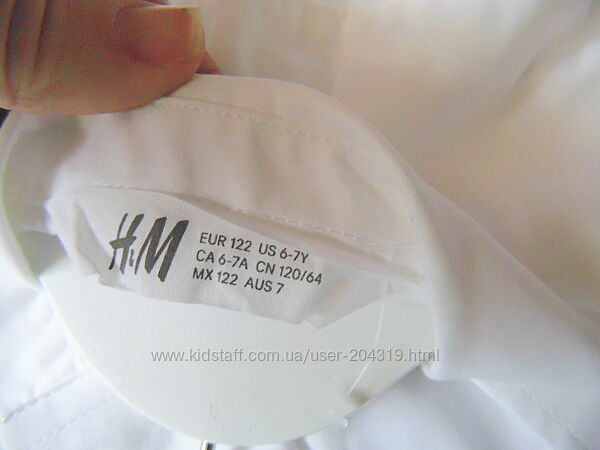 H&M
EUR 122 US 6-7Y
CA 6-7A CN 120/64
MX 122 AUS 7
www.kidstaff.com.ua/user-204319.html